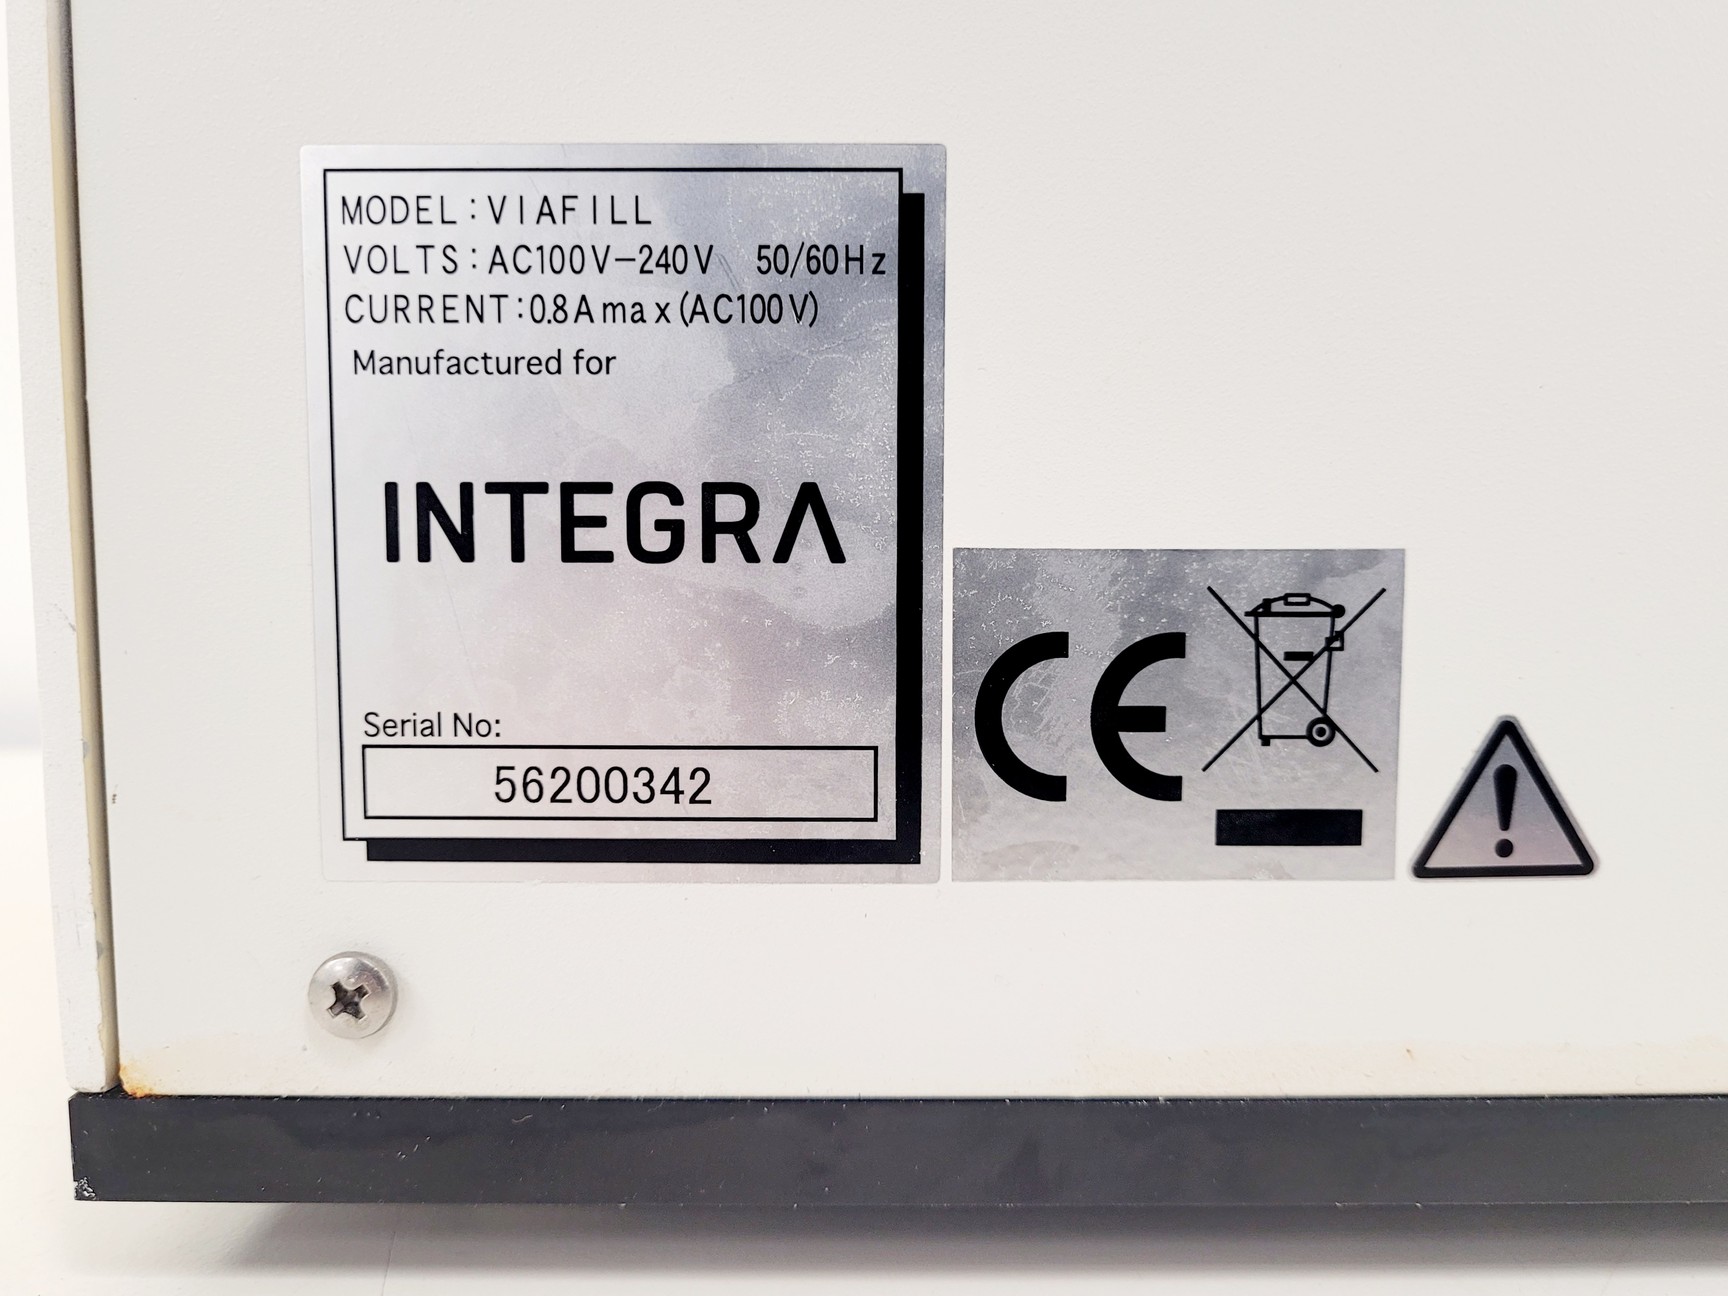 MODEL:VIAFILL
VOLTS:AC100V-240V 50/60Hz
CURRENT:0.8Amax(AC100V)
Manufactured for
INTEGRA
Serial No:
56200342
CE